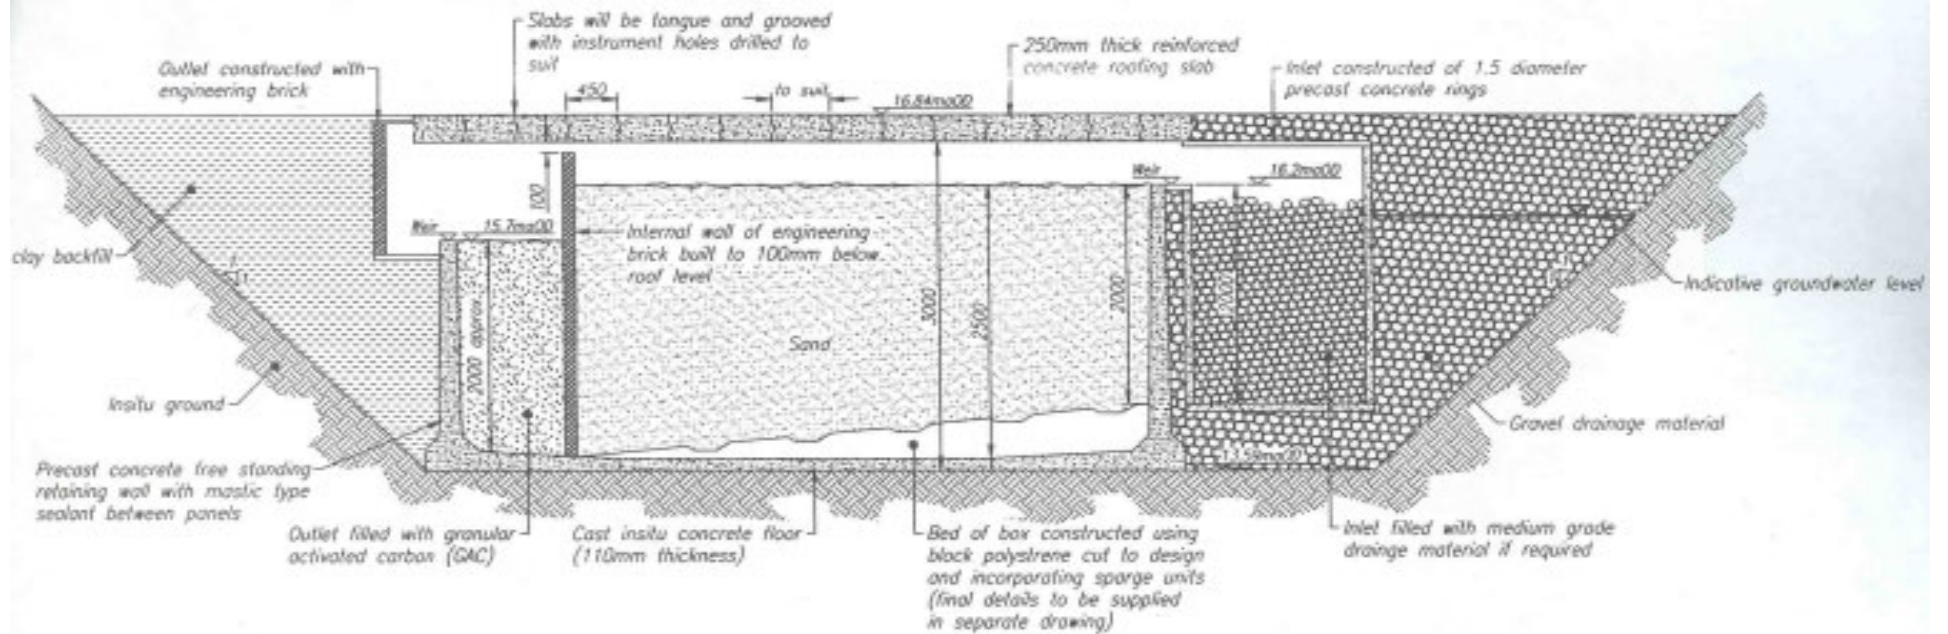 Slabs will be tongue and grooved
with instrument holes drilled to
suit
250mm thick reinforced
concrete roofing slab
Outlet constructed with
engineering brick
Inlet constructed of 1.5 diameter
precast concrete rings
450
to suit
16.84maOD
Weir
16.2maOD
100
Weir
15.7maOD
Internal wall of engineering
brick built to 100mm below
roof level
clay backfill
Indicative groundwater level
2000 approx.
3000
2500
2000
2000
Sand
Insitu ground
Gravel drainage material
Precast concrete free standing
retaining wall with mastic type
sealant between panels
Outlet filled with granular
activated carbon (GAC)
Cast insitu concrete floor
(110mm thickness)
Bed of box constructed using
block polystrene cut to design
and incorporating sparge units
(final details to be supplied
in separate drawing)
Inlet filled with medium grade
drainge material if required